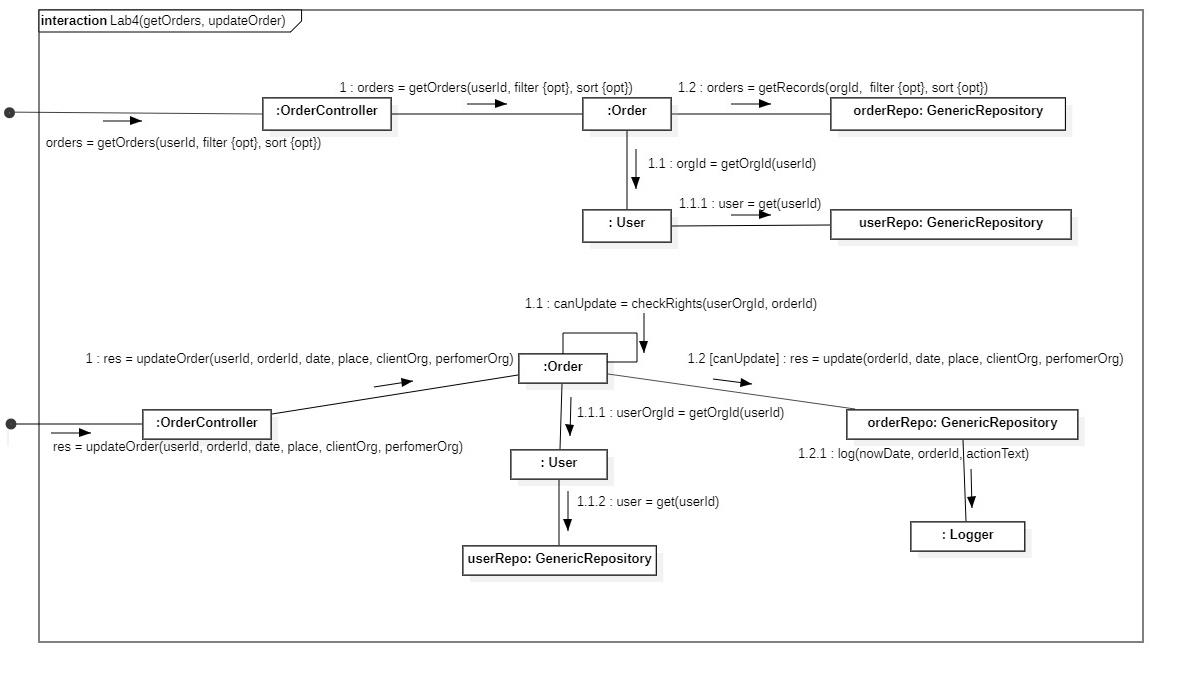 interaction Lab4(getOrders, updateOrder)
1 : orders = getOrders(userId, filter {opt}, sort {opt})
1.2 : orders = getRecords(orgId,  filter {opt}, sort {opt})
:OrderController
:Order
orderRepo: GenericRepository
orders = getOrders(userId, filter {opt}, sort {opt})
1.1 : orgId = getOrgId(userId)
1.1.1 : user = get(userId)
: User
userRepo: GenericRepository
1.1 : canUpdate = checkRights(userOrgId, orderId)
1 : res = updateOrder(userId, orderId, date, place, clientOrg, perfomerOrg)
:Order
1.2 [canUpdate] : res = update(orderId, date, place, clientOrg, perfomerOrg)
1.1.1 : userOrgId = getOrgId(userId)
:OrderController
orderRepo: GenericRepository
res = updateOrder(userId, orderId, date, place, clientOrg, perfomerOrg)
1.2.1 : log(nowDate, orderId, actionText)
: User
1.1.2 : user = get(userId)
: Logger
userRepo: GenericRepository